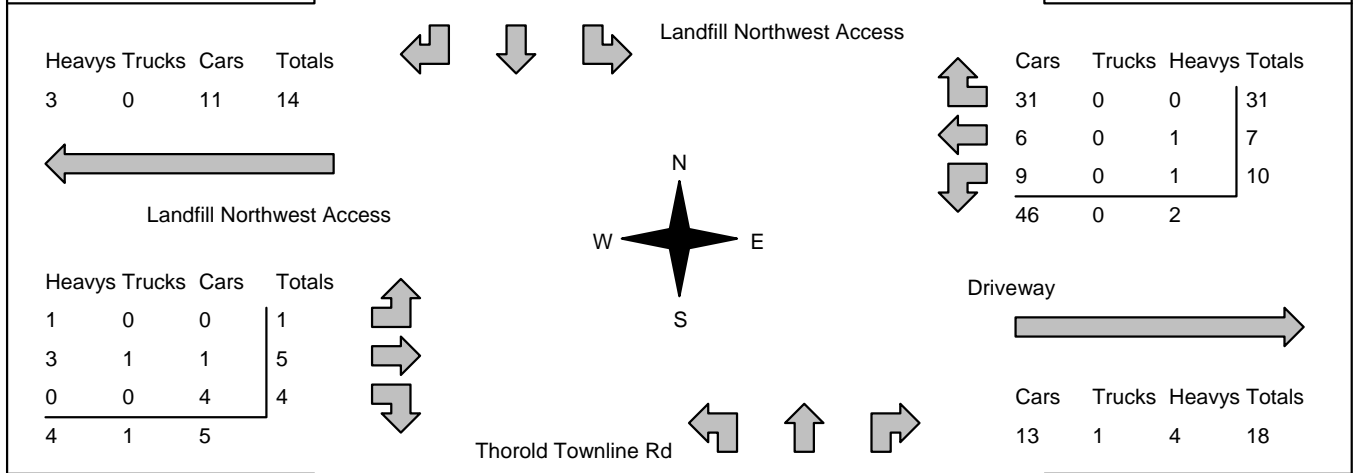 Landfill Northwest Access
Heavys Trucks Cars Totals
3 0 11 14
Landfill Northwest Access
Cars Trucks Heavys Totals
31 0 0 31
6 0 1 7
9 0 1 10
46 0 2
N
W E
S
Heavys Trucks Cars Totals
1 0 0 1
3 1 1 5
0 0 4 4
4 1 5
Driveway
Cars Trucks Heavys Totals
13 1 4 18
Thorold Townline Rd